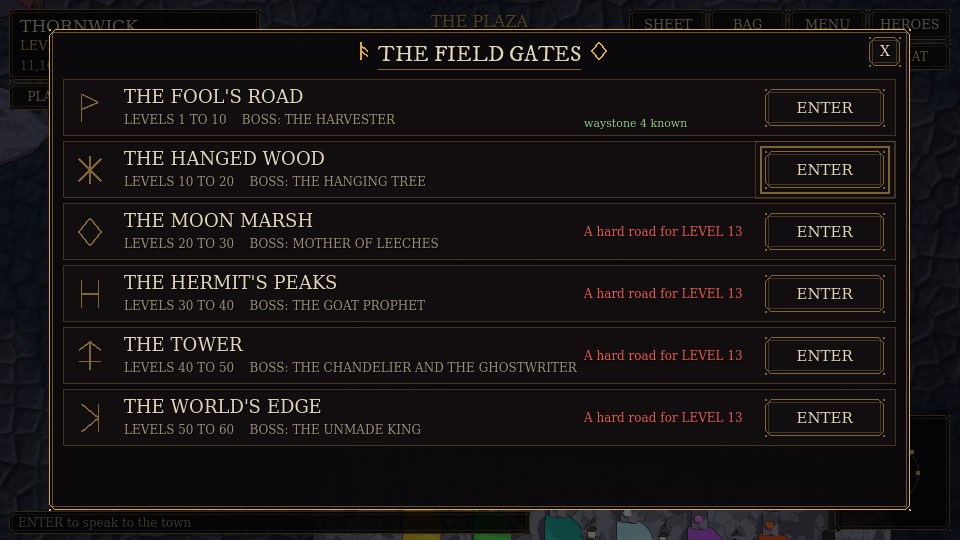 THORNWICK
THE PLAZA
SHEET
BAG
MENU
HEROES
THE FIELD GATES
X
THE FOOL'S ROAD
LEVELS 1 TO 10 BOSS: THE HARVESTER
waystone 4 known
ENTER
THE HANGED WOOD
LEVELS 10 TO 20 BOSS: THE HANGING TREE
ENTER
THE MOON MARSH
LEVELS 20 TO 30 BOSS: MOTHER OF LEECHES
A hard road for LEVEL 13
ENTER
THE HERMIT'S PEAKS
LEVELS 30 TO 40 BOSS: THE GOAT PROPHET
A hard road for LEVEL 13
ENTER
THE TOWER
LEVELS 40 TO 50 BOSS: THE CHANDELIER AND THE GHOSTWRITER
A hard road for LEVEL 13
ENTER
THE WORLD'S EDGE
LEVELS 50 TO 60 BOSS: THE UNMADE KING
A hard road for LEVEL 13
ENTER
ENTER to speak to the town